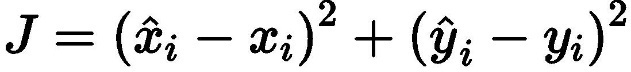 J = (x̂ᵢ − xᵢ)² + (ŷᵢ − yᵢ)²